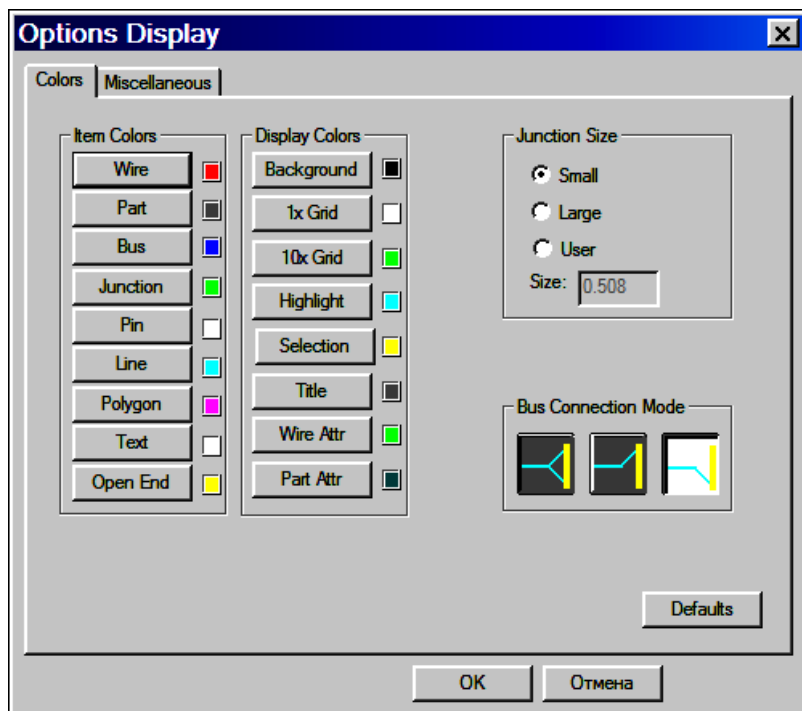 Options Display
Colors
Miscellaneous
Item Colors
Wire
Part
Bus
Junction
Pin
Line
Polygon
Text
Open End
Display Colors
Background
1x Grid
10x Grid
Highlight
Selection
Title
Wire Attr
Part Attr
Junction Size
Small
Large
User
Size: 0.508
Bus Connection Mode
Defaults
OK
Отмена